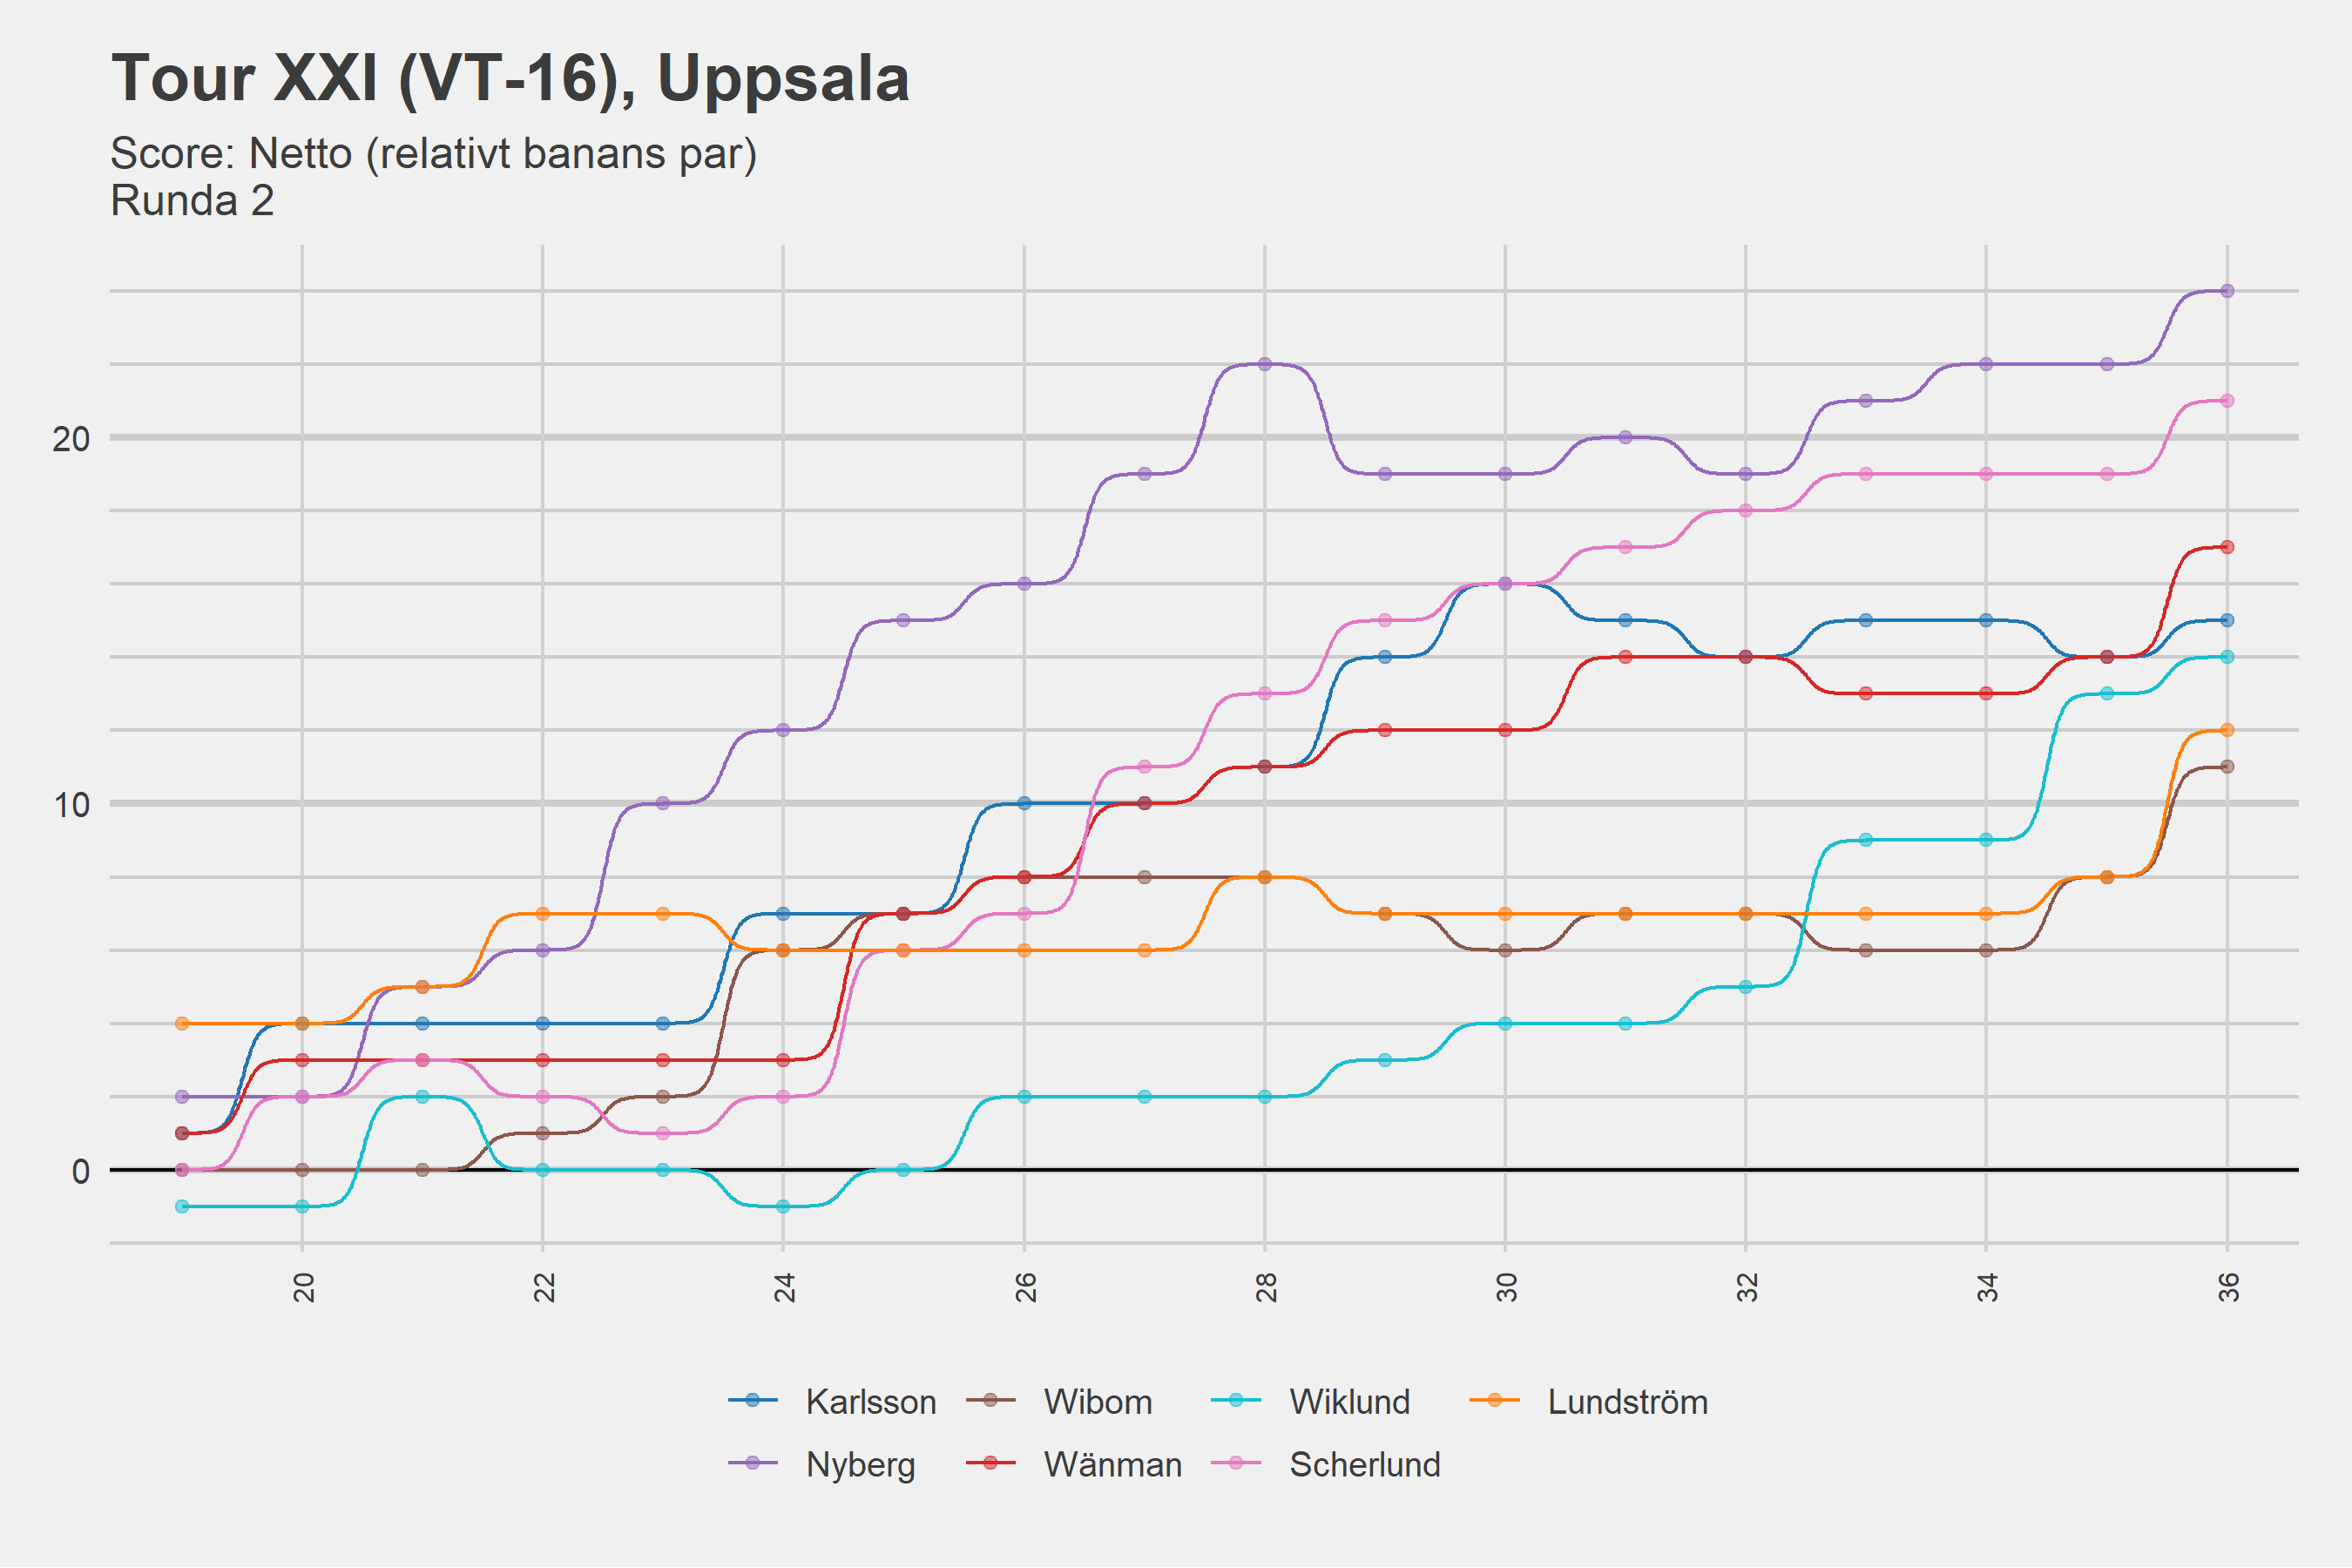 Tour XXI (VT-16), Uppsala
Score: Netto (relativt banans par)
Runda 2
20
10
0
20 22 24 26 28 30 32 34 36
Karlsson Wibom Wiklund Lundström
Nyberg Wänman Scherlund